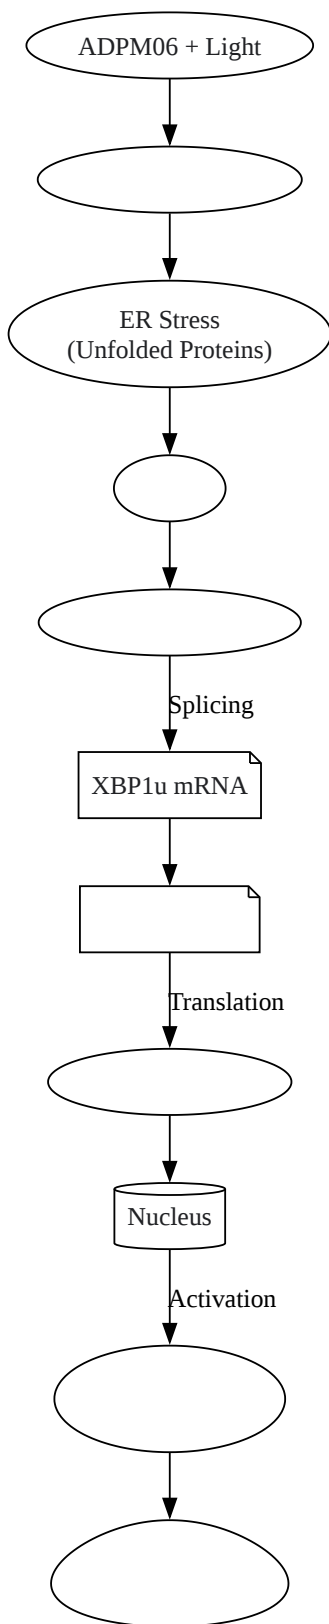 ADPM06 + Light
ER Stress
(Unfolded Proteins)
Splicing
XBP1u mRNA
Translation
Nucleus
Activation